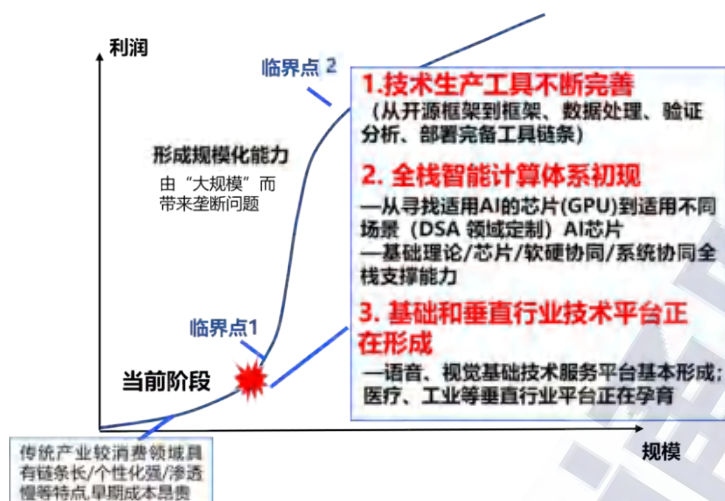 利润
临界点 2
形成规模化能力
由“大规模”而
带来垄断问题
临界点1
当前阶段
传统产业较消费领域具
有链条长/个性化强/渗透
慢等特点,早期成本昂贵
1.技术生产工具不断完善
（从开源框架到框架、数据处理、验证
分析、部署完备工具链条）
2. 全栈智能计算体系初现
—从寻找适用AI的芯片(GPU)到适用不同
场景（DSA 领域定制）AI芯片
—基础理论/芯片/软硬协同/系统协同全
栈支撑能力
3. 基础和垂直行业技术平台正
在形成
—语音、视觉基础技术服务平台基本形成；
医疗、工业等垂直行业平台正在孕育
规模